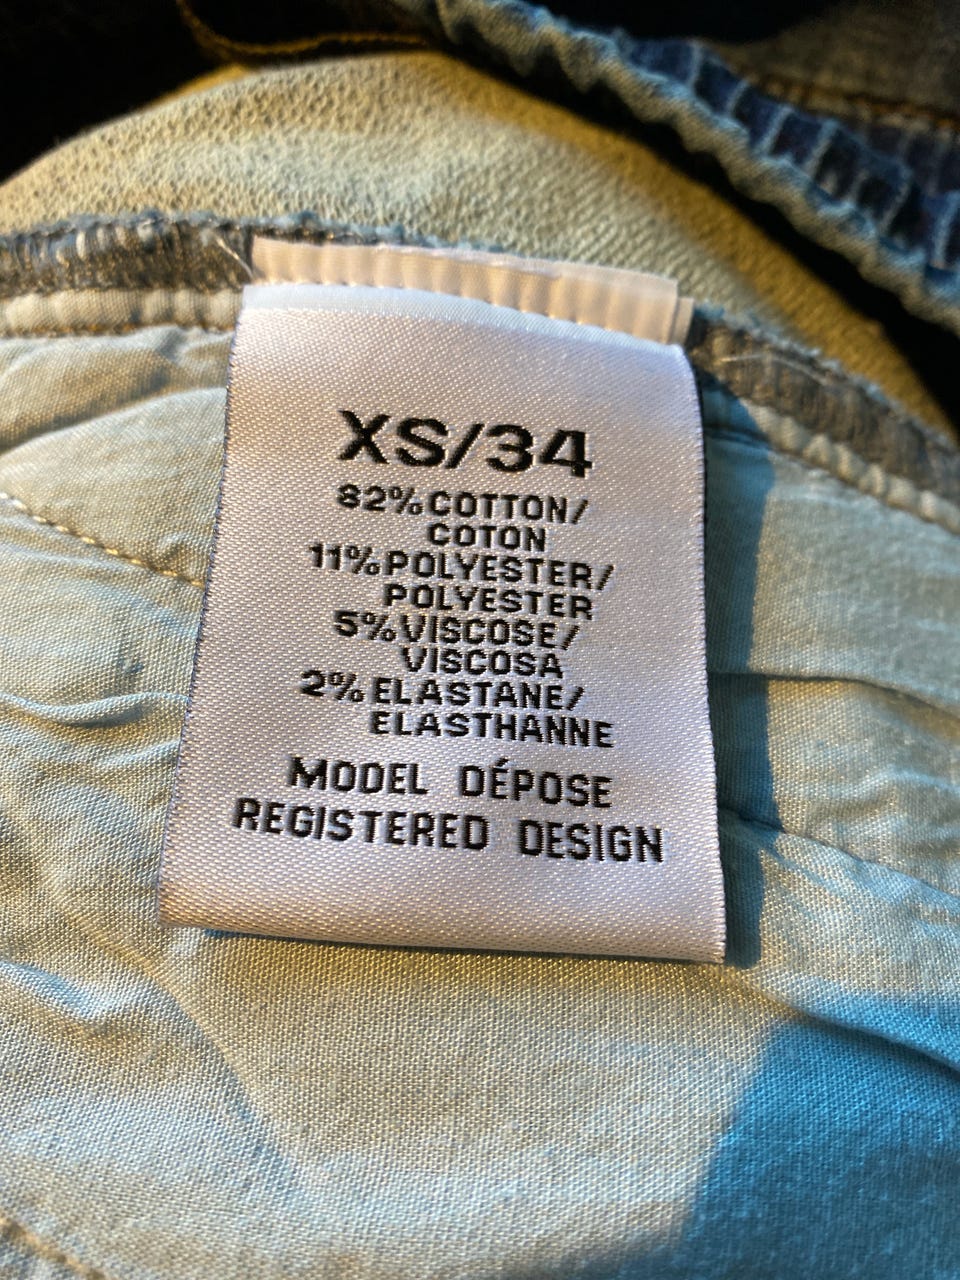 XS/34
82% COTTON/
COTON
11% POLYESTER/
POLYESTER
5% VISCOSE/
VISCOSA
2% ELASTANE/
ELASTHANNE
MODEL DÉPOSE
REGISTERED DESIGN